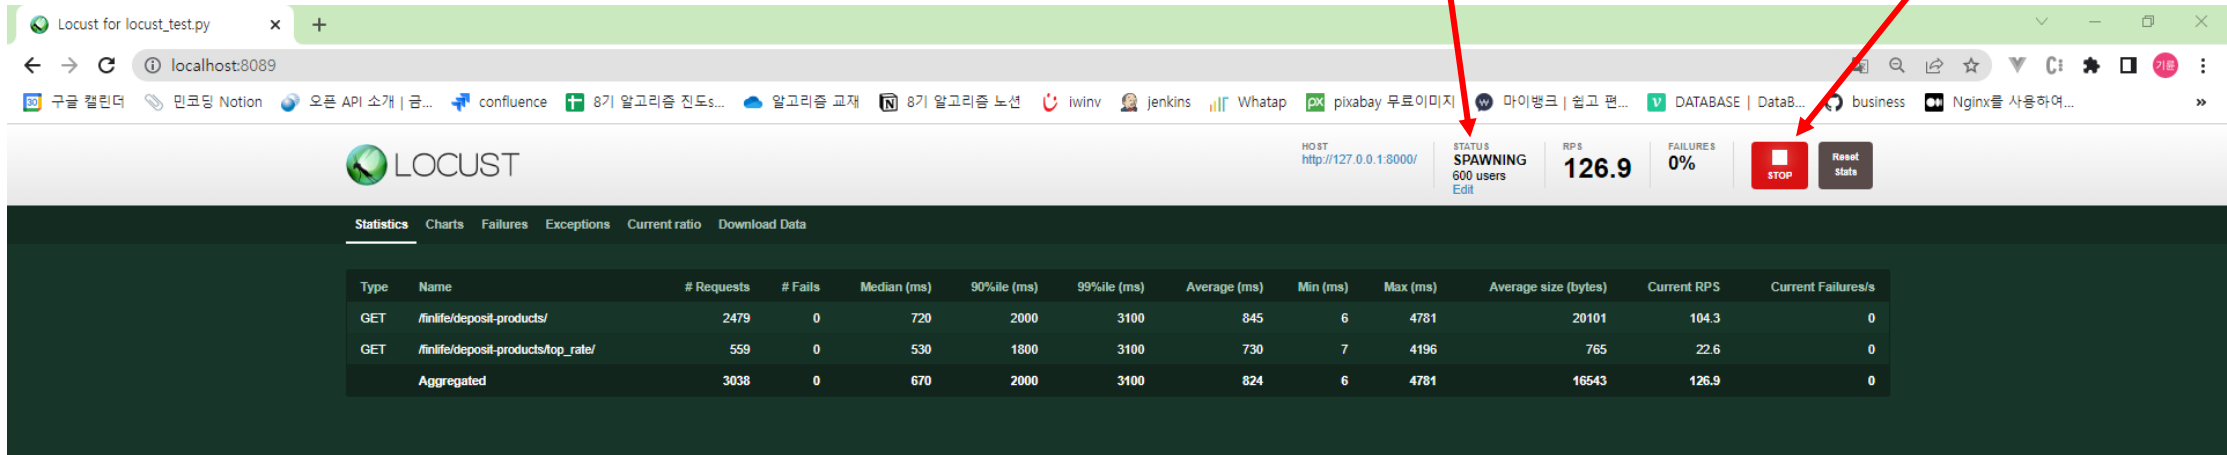 Locust for locust_test.py
localhost:8089
구글 캘린더 민코딩 Notion 오픈 API 소개 | 금... confluence 8기 알고리즘 진도s... 알고리즘 교재 8기 알고리즘 노션 iwinv jenkins Whatap pixabay 무료이미지 마이뱅크 | 쉽고 편... DATABASE | DataB... business Nginx를 사용하여...
LOCUST
HOST
http://127.0.0.1:8000/
STATUS
SPAWNING
600 users
Edit
RPS
126.9
FAILURES
0%
STOP
Reset
Stats
Statistics Charts Failures Exceptions Current ratio Download Data
Type Name # Requests # Fails Median (ms) 90%ile (ms) 99%ile (ms) Average (ms) Min (ms) Max (ms) Average size (bytes) Current RPS Current Failures/s
GET /finlife/deposit-products/ 2479 0 720 2000 3100 845 6 4781 20101 104.3 0
GET /finlife/deposit-products/top_rate/ 559 0 530 1800 3100 730 7 4196 765 22.6 0
Aggregated 3038 0 670 2000 3100 824 6 4781 16543 126.9 0